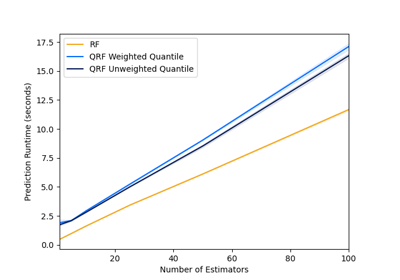 17.5
15.0
12.5
10.0
7.5
5.0
2.5
0.0
Prediction Runtime (seconds)
RF
QRF Weighted Quantile
QRF Unweighted Quantile
20
40
60
80
100
Number of Estimators